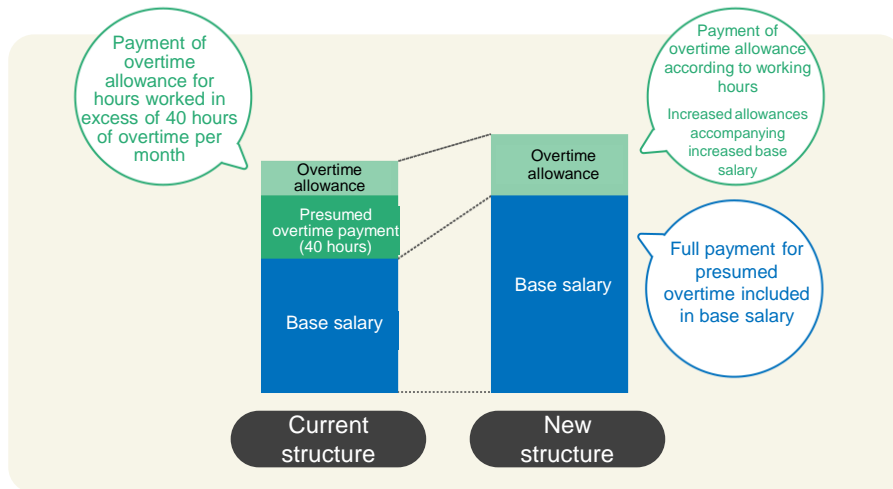 Payment of
overtime
allowance for
hours worked in
excess of 40 hours
of overtime per
month
Payment of
overtime allowance
according to working
hours
Increased allowances
accompanying
increased base
salary
Overtime
allowance
Presumed
overtime payment
(40 hours)
Base salary
Overtime
allowance
Base salary
Full payment for
presumed
overtime included
in base salary
Current
structure
New
structure